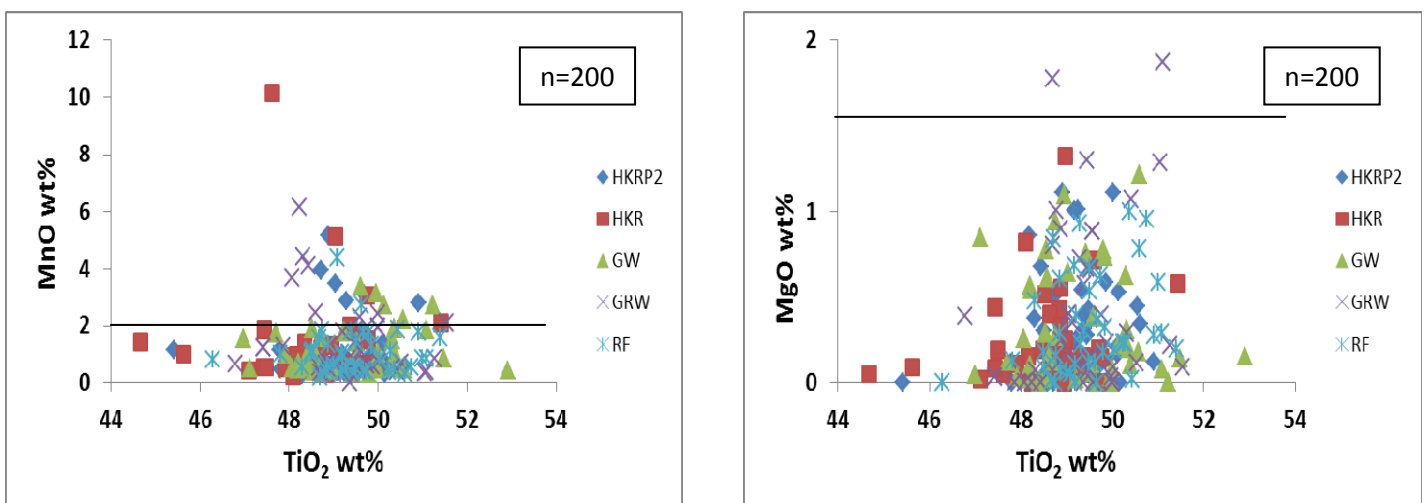 12
10
8
6
4
2
0
MnO wt%
44
46
48
50
52
54
TiO₂ wt%
n=200
HKRP2
HKR
GW
GRW
RF
2
1
0
MgO wt%
44
46
48
50
52
54
TiO₂ wt%
n=200
HKRP2
HKR
GW
GRW
RF